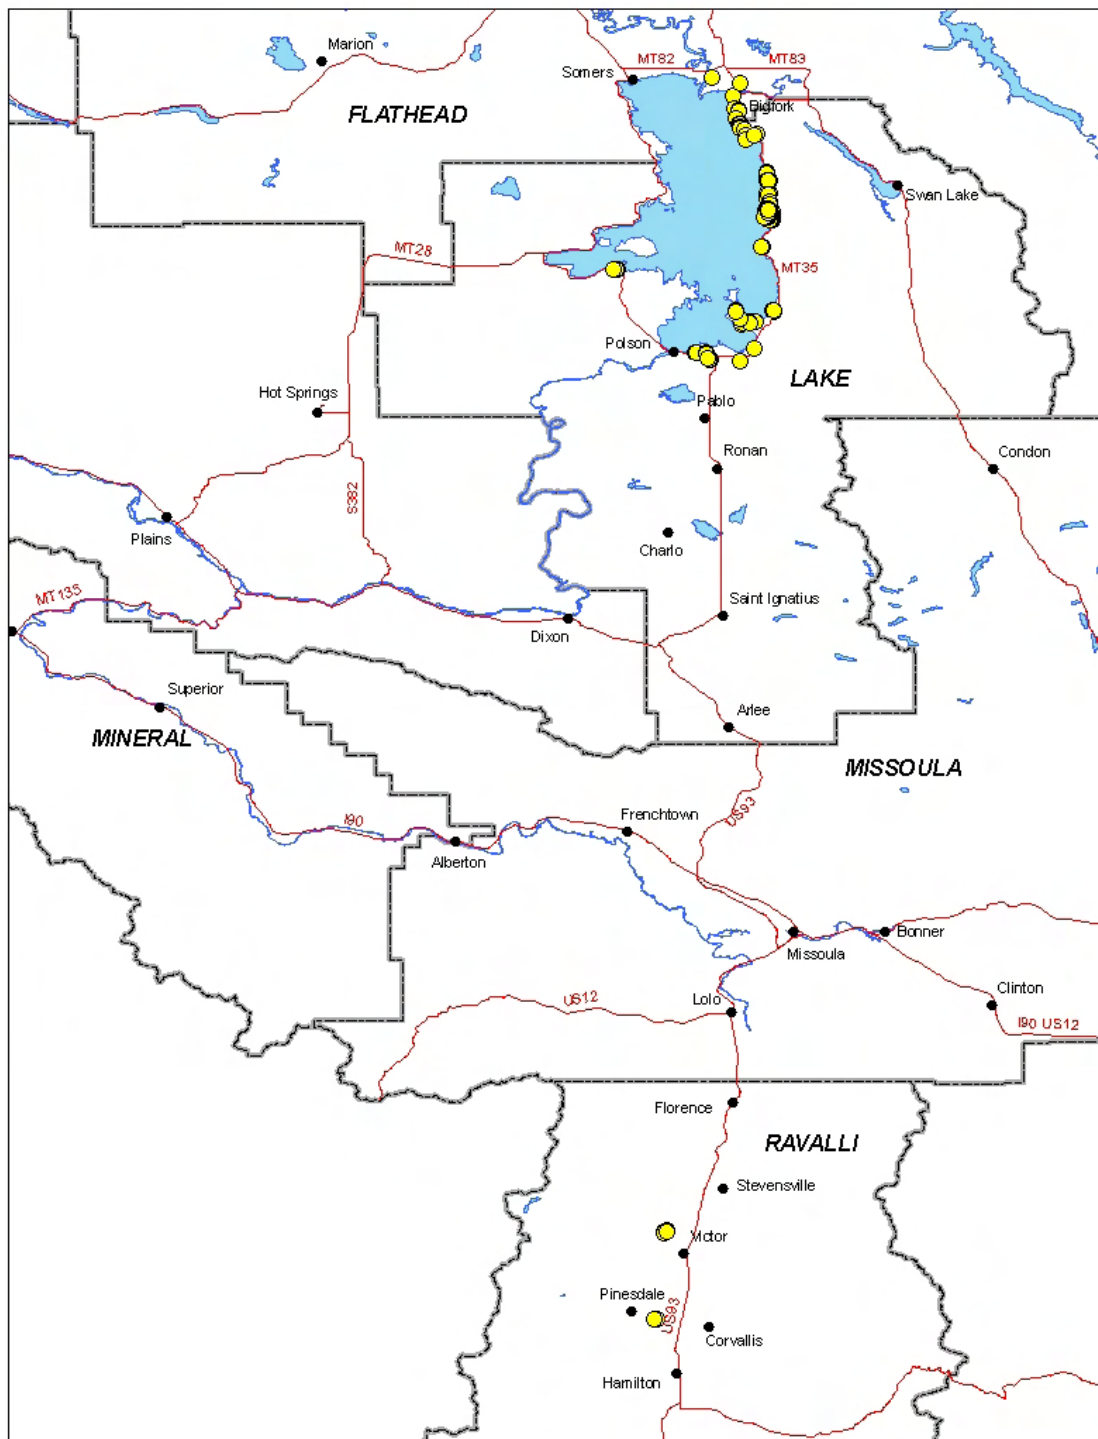 Marion
MT82
MT83
Somers
Bigfork
FLATHEAD
Swan Lake
MT28
MT35
Polson
LAKE
Hot Springs
Pablo
Ronan
Condon
S382
Plains
Charlo
MT135
Saint Ignatius
Dixon
Superior
Arlee
MINERAL
MISSOULA
US93
I90
Frenchtown
Alberton
Bonner
Missoula
Clinton
US12
Lolo
I90 US12
Florence
RAVALLI
Stevensville
Victor
Pinesdale
US93
Corvallis
Hamilton